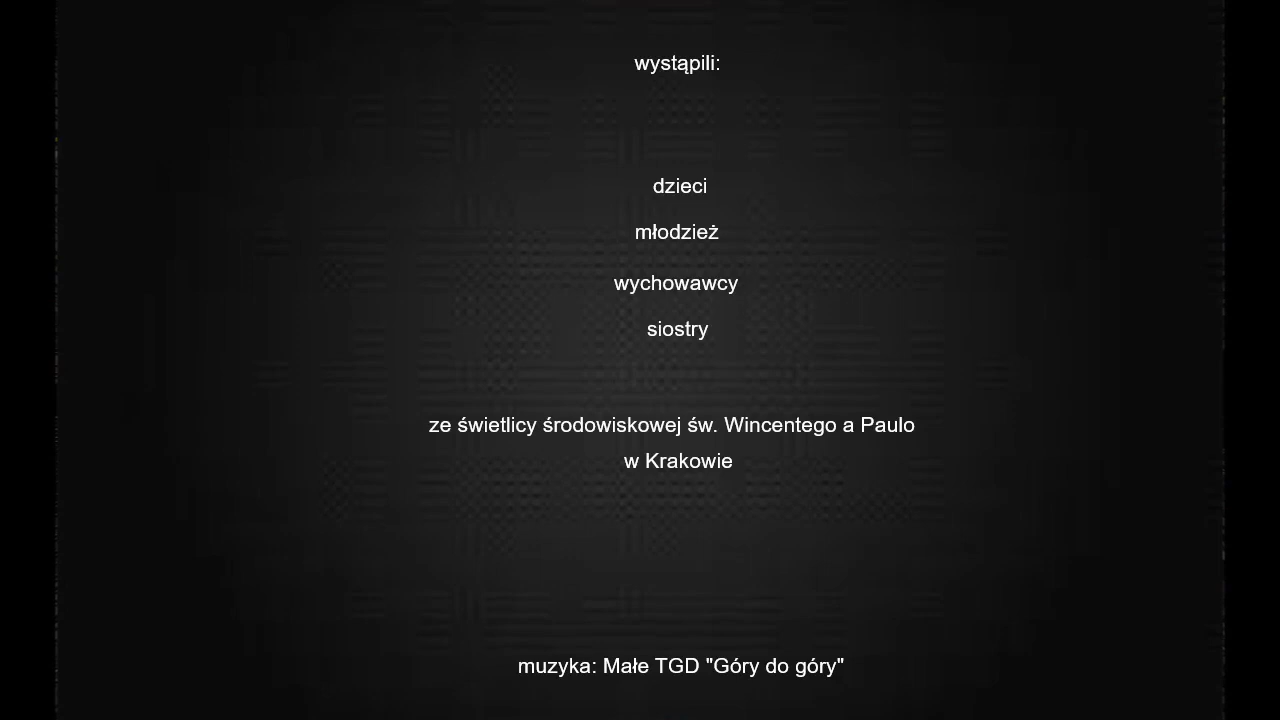 wystąpili:
dzieci
młodzież
wychowawcy
siostry
ze świetlicy środowiskowej św. Wincentego a Paulo
w Krakowie
muzyka: Małe TGD "Góry do góry"